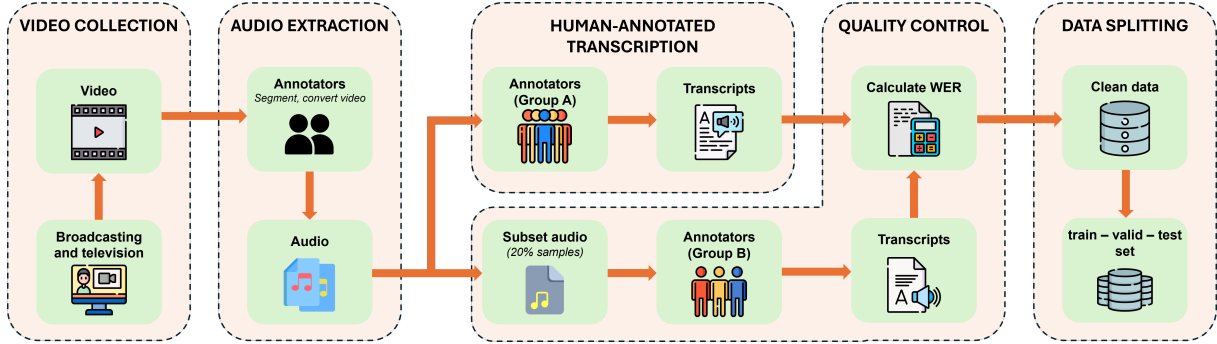 VIDEO COLLECTION
Video
Broadcasting
and television
AUDIO EXTRACTION
Annotators
Segment, convert video
Audio
HUMAN-ANNOTATED
TRANSCRIPTION
Annotators
(Group A)
Transcripts
A
QUALITY CONTROL
Subset audio
(20% samples)
Annotators
(Group B)
Transcripts
A
Calculate WER
DATA SPLITTING
Clean data
train – valid – test
set